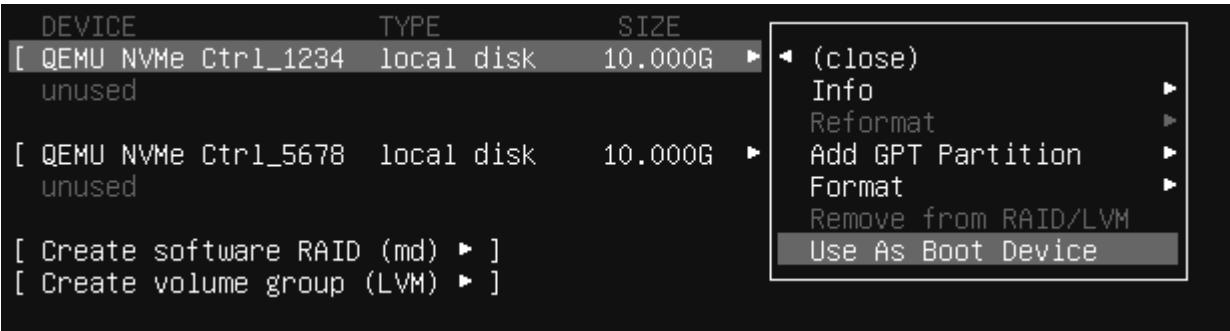 DEVICE TYPE SIZE
[ QEMU NVMe Ctrl_1234 local disk 10.000G ▸
unused
[ QEMU NVMe Ctrl_5678 local disk 10.000G ▸
unused
[ Create software RAID (md) ▸ ]
[ Create volume group (LVM) ▸ ]
◂ (close)
Info ▸
Reformat ▸
Add GPT Partition ▸
Format ▸
Remove from RAID/LVM
Use As Boot Device